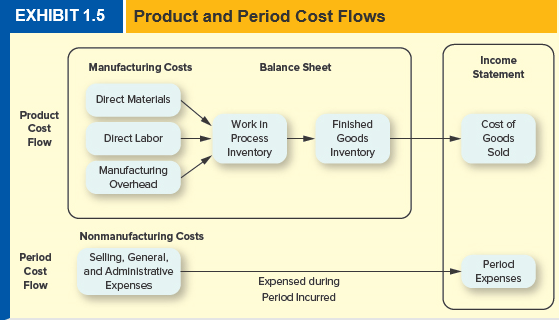 EXHIBIT 1.5
Product and Period Cost Flows
Manufacturing Costs
Balance Sheet
Income
Statement
Product
Cost
Flow
Direct Materials
Direct Labor
Manufacturing
Overhead
Work in
Process
Inventory
Finished
Goods
Inventory
Cost of
Goods
Sold
Nonmanufacturing Costs
Period
Cost
Flow
Selling, General,
and Administrative
Expenses
Expensed during
Period Incurred
Period
Expenses